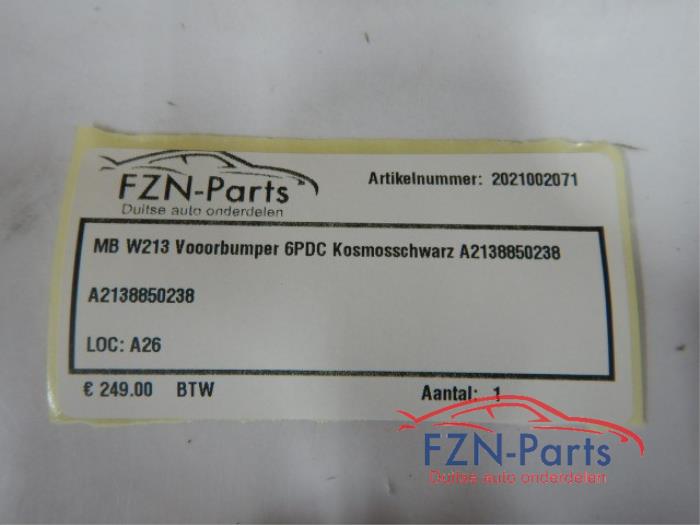 FZN-Parts
Duitse auto onderdelen
Artikelnummer: 2021002071
MB W213 Vooorbumper 6PDC Kosmosschwarz A2138850238
A2138850238
LOC: A26
€ 249.00 BTW
Aantal: 1
FZN-Parts
Duitse auto onderdelen